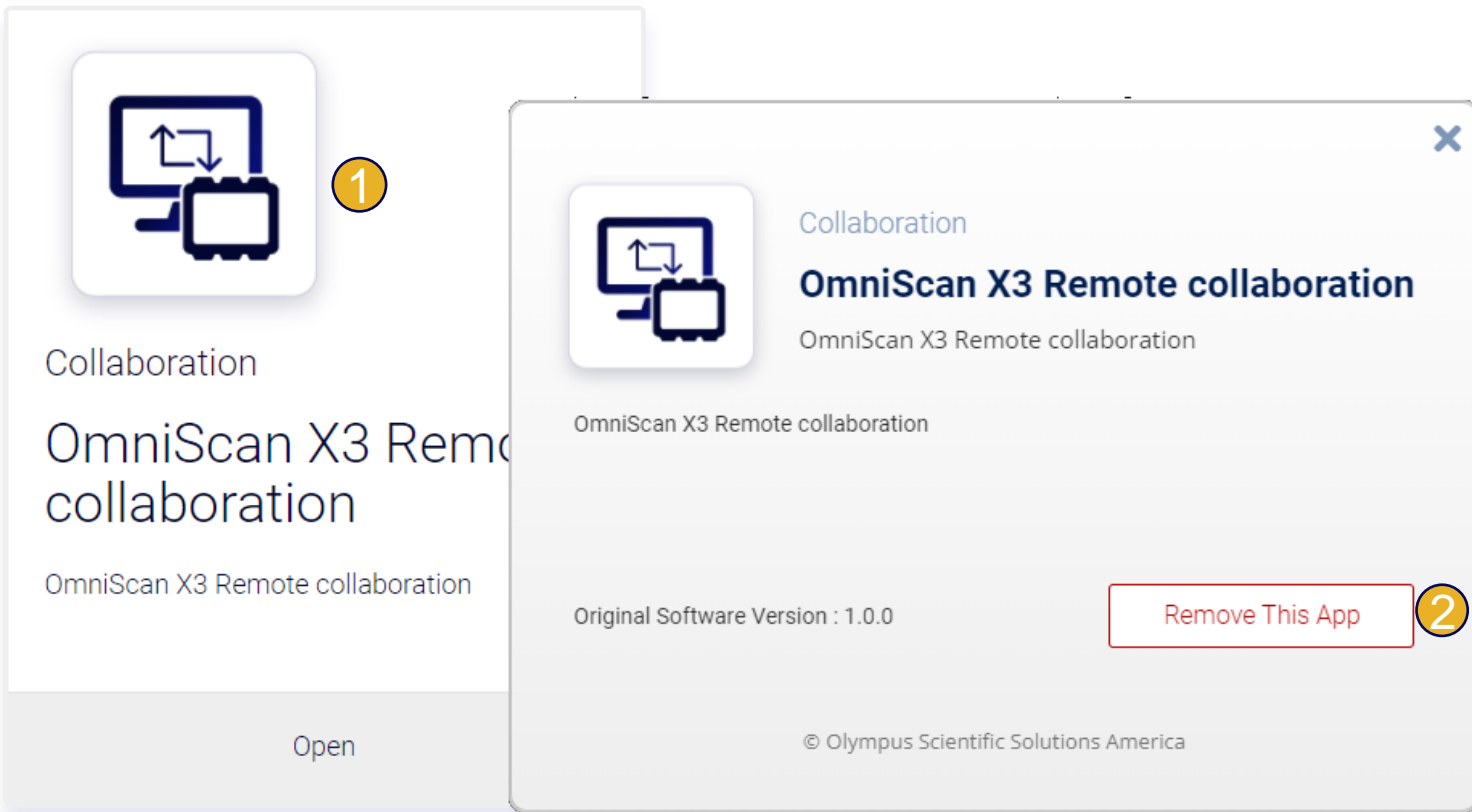 1
Collaboration
OmniScan X3 Remo
collaboration
OmniScan X3 Remote collaboration
Open
Collaboration
OmniScan X3 Remote collaboration
OmniScan X3 Remote collaboration
OmniScan X3 Remote collaboration
Original Software Version : 1.0.0
Remove This App
2
© Olympus Scientific Solutions America